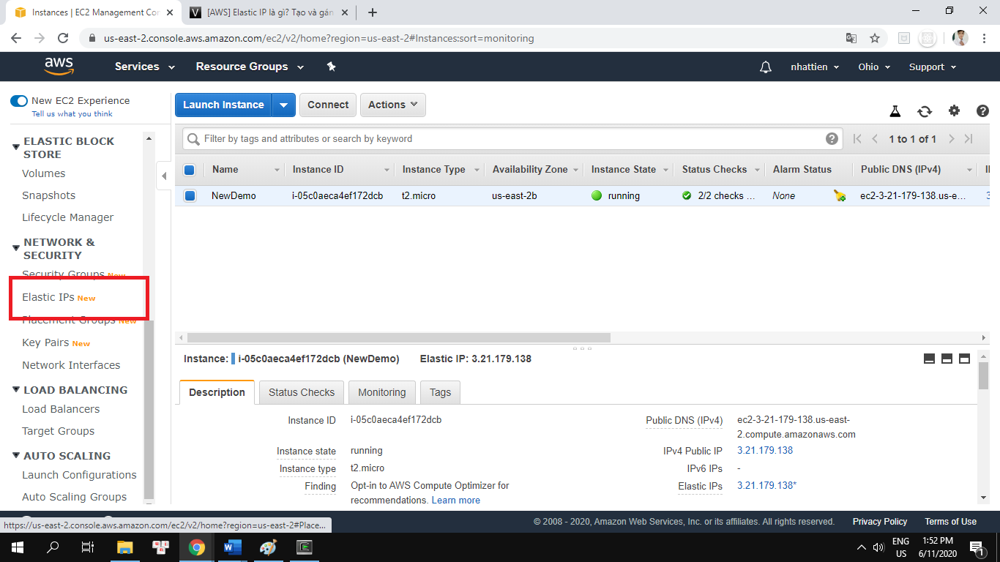 Instances | EC2 Management Con
[AWS] Elastic IP là gì? Tạo và gán
us-east-2.console.aws.amazon.com/ec2/v2/home?region=us-east-2#Instances:sort=monitoring
aws Services Resource Groups nhattien Ohio Support
New EC2 Experience
Tell us what you think
ELASTIC BLOCK
STORE
Volumes
Snapshots
Lifecycle Manager
NETWORK &
SECURITY
Security Groups New
Elastic IPs New
Placement Groups New
Key Pairs New
Network Interfaces
LOAD BALANCING
Load Balancers
Target Groups
AUTO SCALING
Launch Configurations
Auto Scaling Groups
Launch Instance Connect Actions
Filter by tags and attributes or search by keyword
1 to 1 of 1
Name Instance ID Instance Type Availability Zone Instance State Status Checks Alarm Status Public DNS (IPv4)
NewDemo i-05c0aeca4ef172dcb t2.micro us-east-2b running 2/2 checks ... None ec2-3-21-179-138.us-e...
Instance: i-05c0aeca4ef172dcb (NewDemo) Elastic IP: 3.21.179.138
Description Status Checks Monitoring Tags
Instance ID i-05c0aeca4ef172dcb
Instance state running
Instance type t2.micro
Finding Opt-in to AWS Compute Optimizer for
recommendations. Learn more
Public DNS (IPv4) ec2-3-21-179-138.us-east-
2.compute.amazonaws.com
IPv4 Public IP 3.21.179.138
IPv6 IPs -
Elastic IPs 3.21.179.138*
https://us-east-2.console.aws.amazon.com/ec2/v2/home?region=us-east-2#Place...
© 2008 - 2020, Amazon Web Services, Inc. or its affiliates. All rights reserved. Privacy Policy Terms of Use
ENG
US
1:52 PM
6/11/2020
1